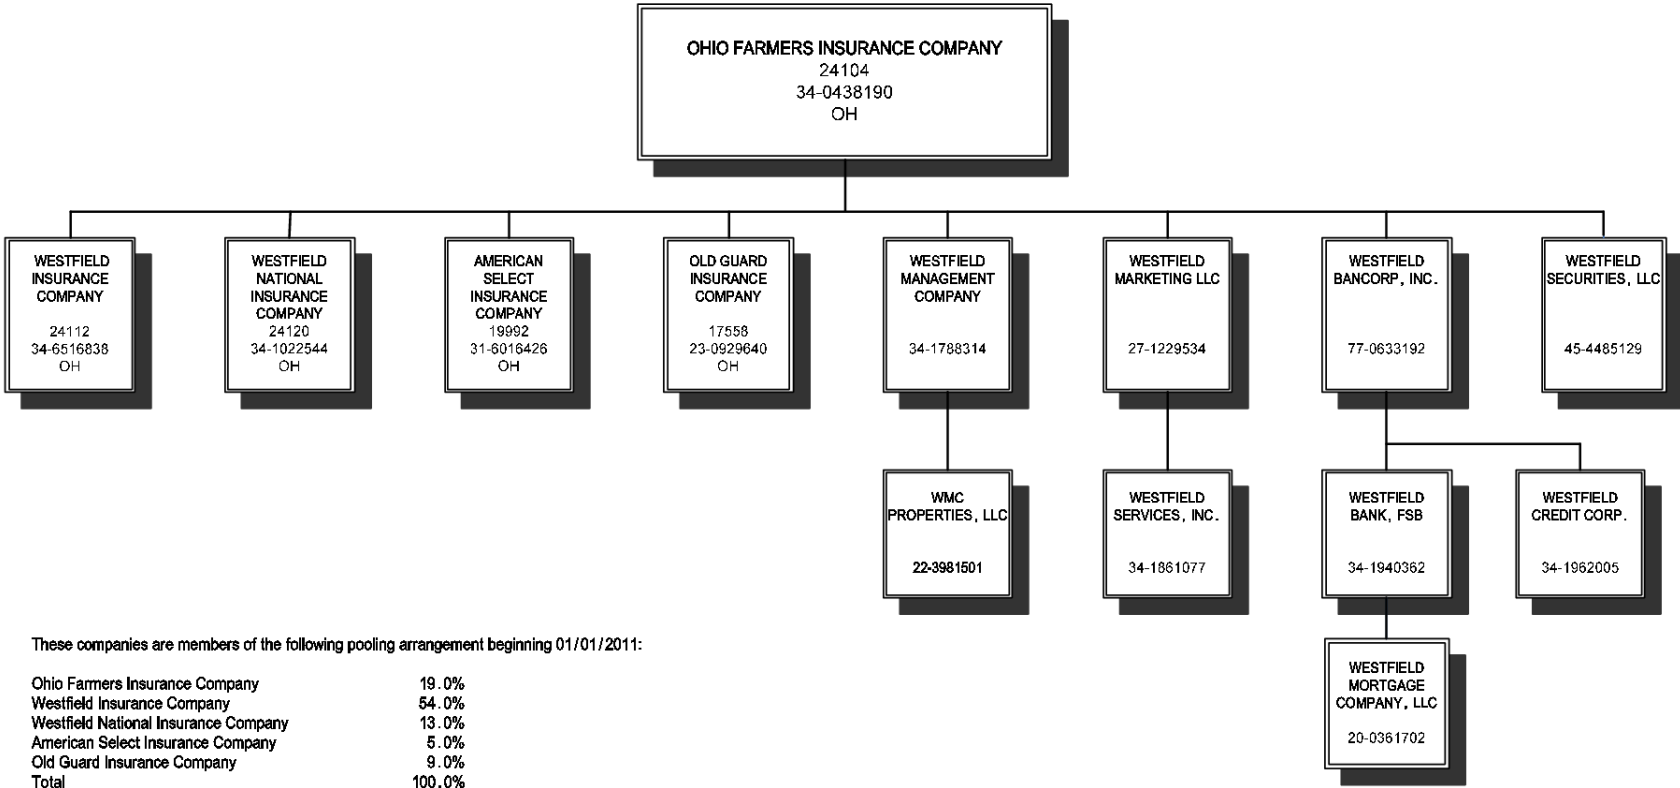 OHIO FARMERS INSURANCE COMPANY
24104
34-0438190
OH
WESTFIELD
INSURANCE
COMPANY
24112
34-6516838
OH
WESTFIELD
NATIONAL
INSURANCE
COMPANY
24120
34-1022544
OH
AMERICAN
SELECT
INSURANCE
COMPANY
19992
31-6016426
OH
OLD GUARD
INSURANCE
COMPANY
17558
23-0929640
OH
WESTFIELD
MANAGEMENT
COMPANY
34-1788314
WESTFIELD
MARKETING LLC
27-1229534
WESTFIELD
BANCORP, INC.
77-0633192
WESTFIELD
SECURITIES, LLC
45-4485129
WMC
PROPERTIES, LLC
22-3981501
WESTFIELD
SERVICES, INC.
34-1861077
WESTFIELD
BANK, FSB
34-1940362
WESTFIELD
CREDIT CORP.
34-1962005
WESTFIELD
MORTGAGE
COMPANY, LLC
20-0361702
These companies are members of the following pooling arrangement beginning 01/01/2011:
Ohio Farmers Insurance Company 19.0%
Westfield Insurance Company 54.0%
Westfield National Insurance Company 13.0%
American Select Insurance Company 5.0%
Old Guard Insurance Company 9.0%
Total 100.0%